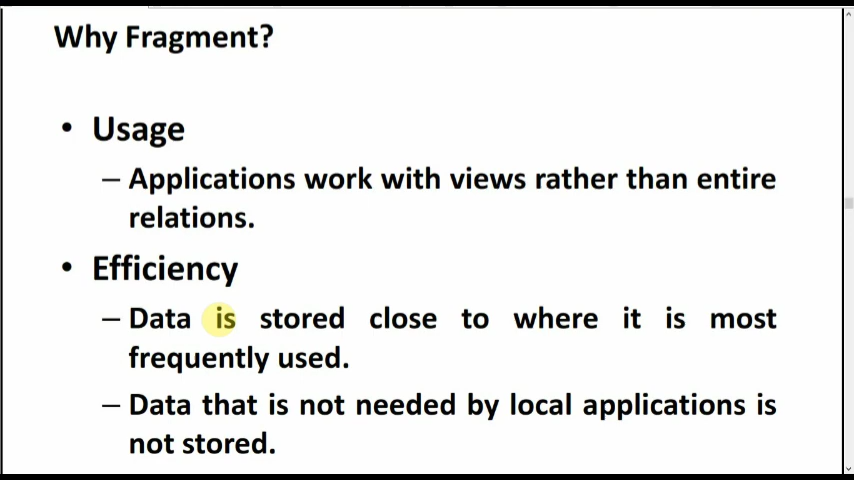 Why Fragment?
• Usage
– Applications work with views rather than entire
relations.
• Efficiency
– Data is stored close to where it is most
frequently used.
– Data that is not needed by local applications is
not stored.